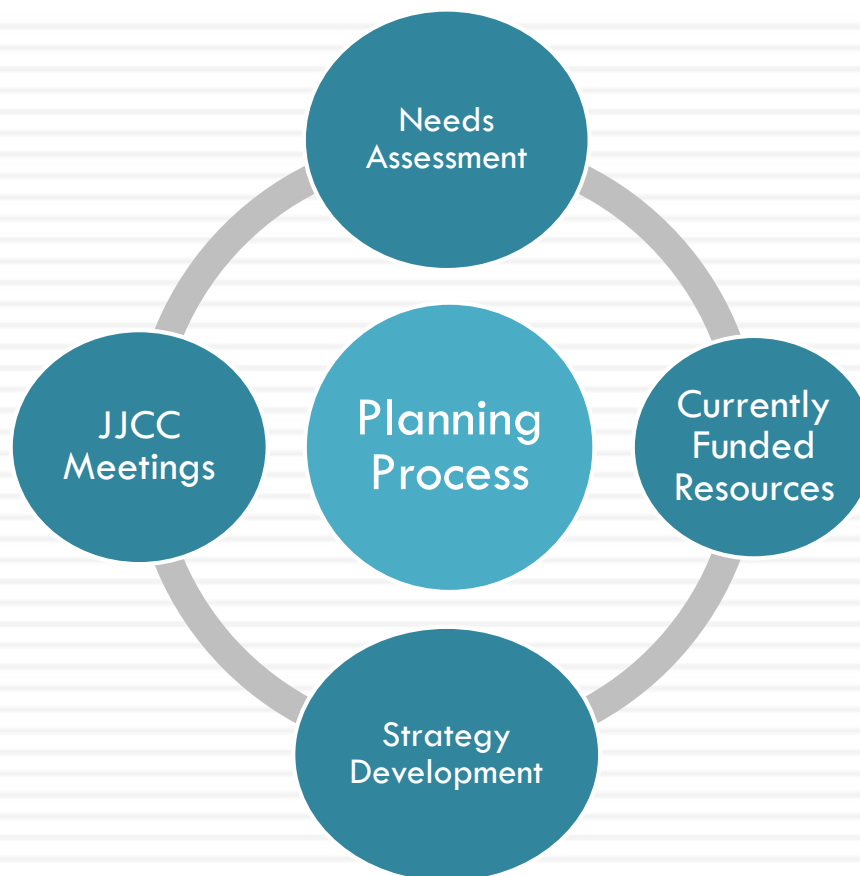 Needs
Assessment
JJCC
Meetings
Planning
Process
Currently
Funded
Resources
Strategy
Development